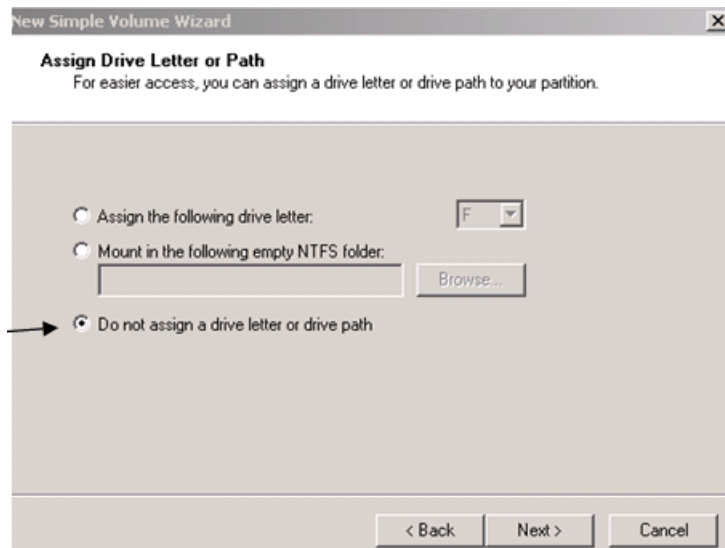 New Simple Volume Wizard
Assign Drive Letter or Path
For easier access, you can assign a drive letter or drive path to your partition.
Assign the following drive letter: F
Mount in the following empty NTFS folder:
Browse...
Do not assign a drive letter or drive path
< Back Next > Cancel